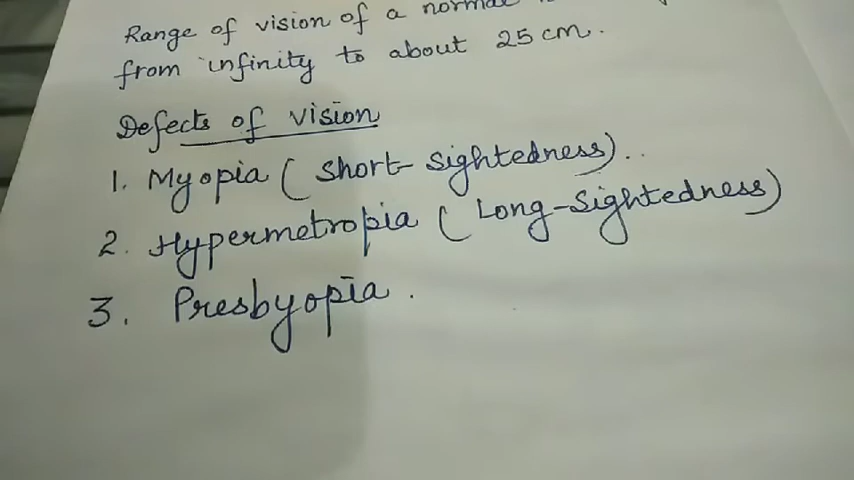 Range of vision of a normal
from infinity to about 25 cm.
Defects of vision
1. Myopia ( Short-Sightedness)..
2. Hypermetropia ( Long-Sightedness)
3. Presbyopia.